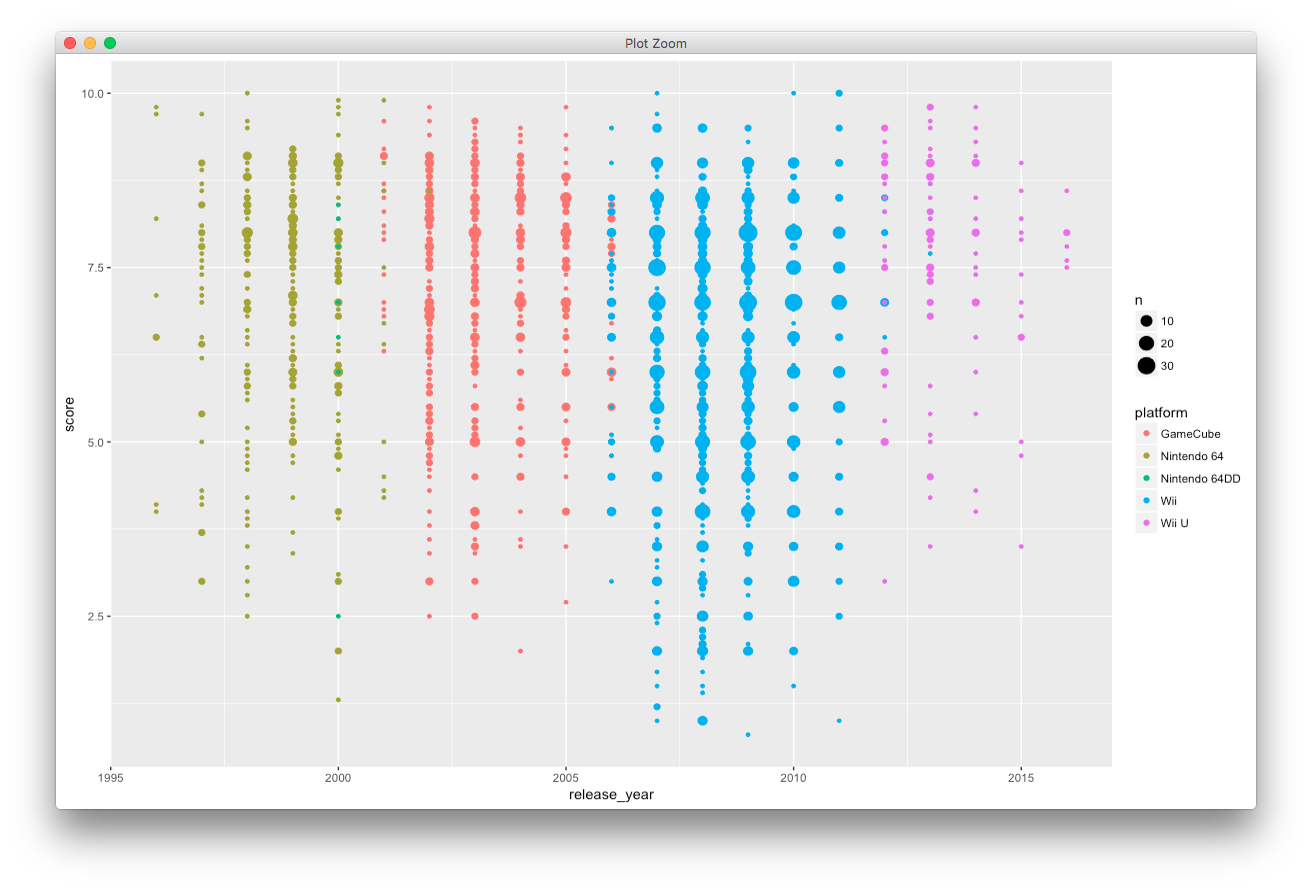 Plot Zoom
10.0
7.5
5.0
2.5
score
1995 2000 2005 2010 2015
release_year
n
10
20
30
platform
GameCube
Nintendo 64
Nintendo 64DD
Wii
Wii U